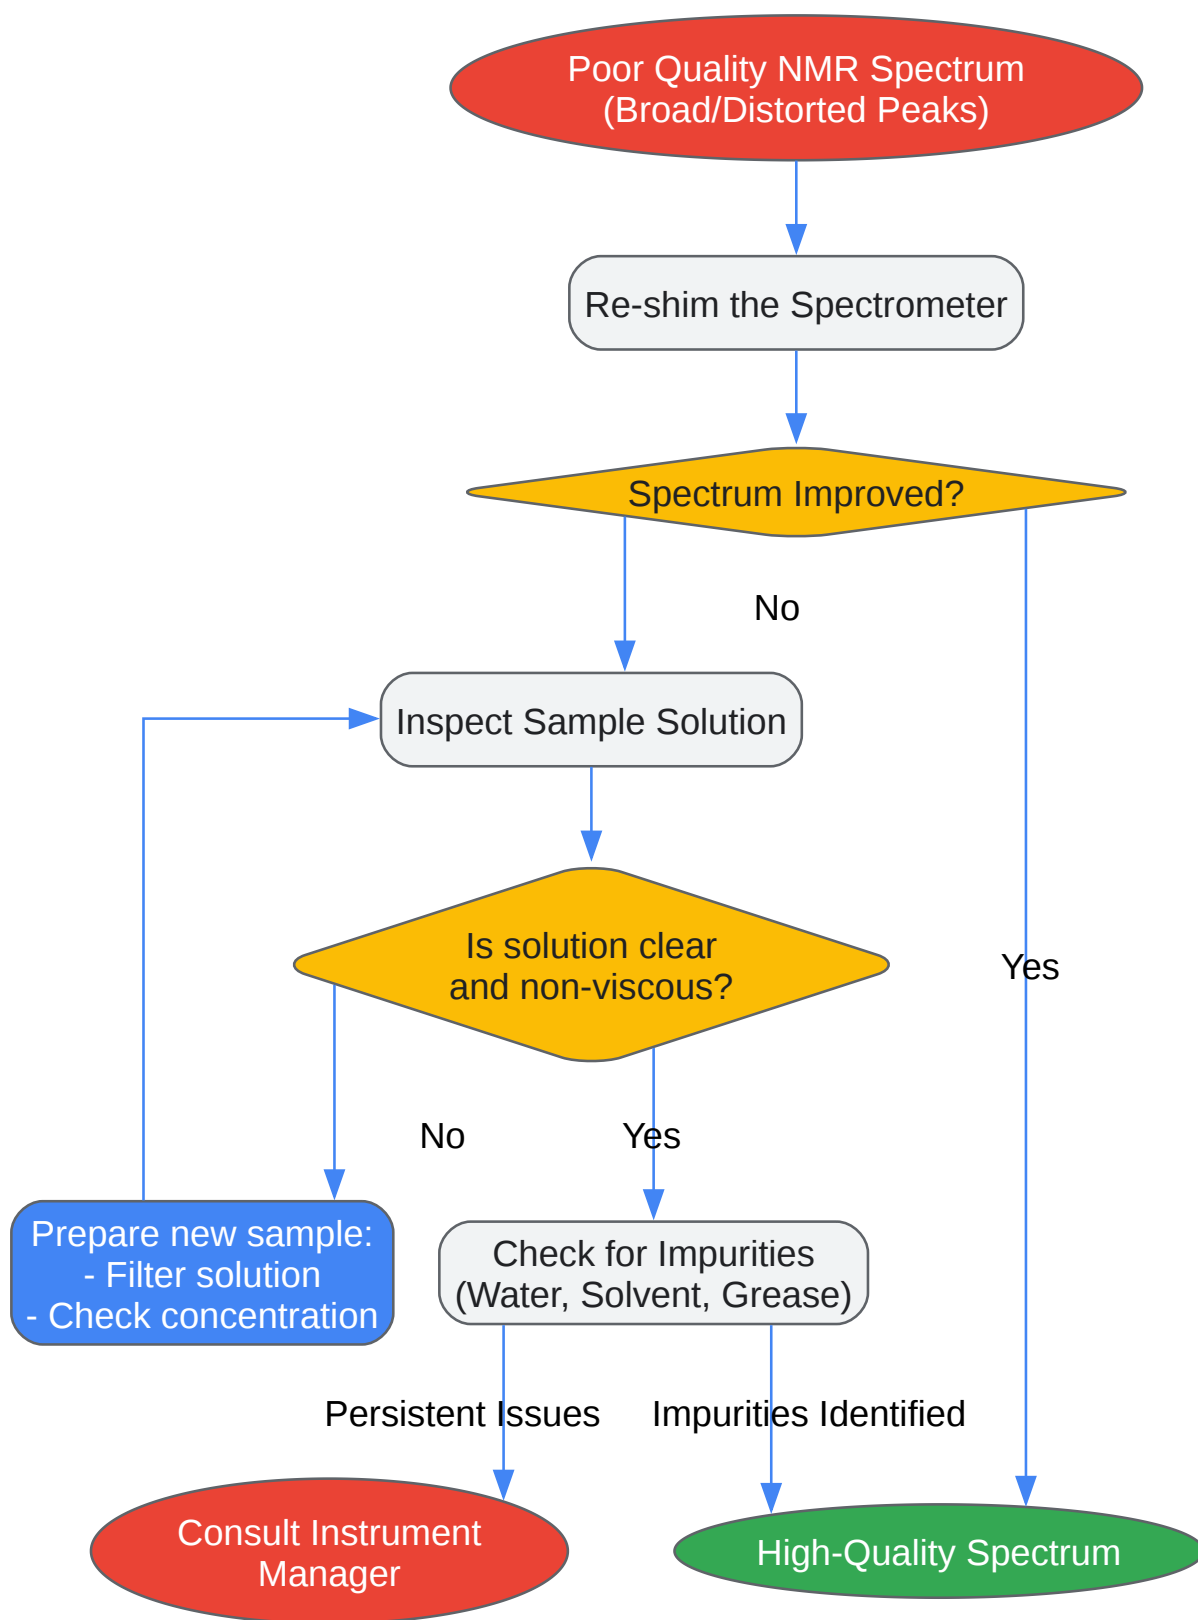 Poor Quality NMR Spectrum
(Broad/Distorted Peaks)
Re-shim the Spectrometer
Spectrum Improved?
No
Inspect Sample Solution
Is solution clear
and non-viscous?
Yes
No
Yes
Prepare new sample:
- Filter solution
- Check concentration
Check for Impurities
(Water, Solvent, Grease)
Persistent Issues
Impurities Identified
Consult Instrument
Manager
High-Quality Spectrum